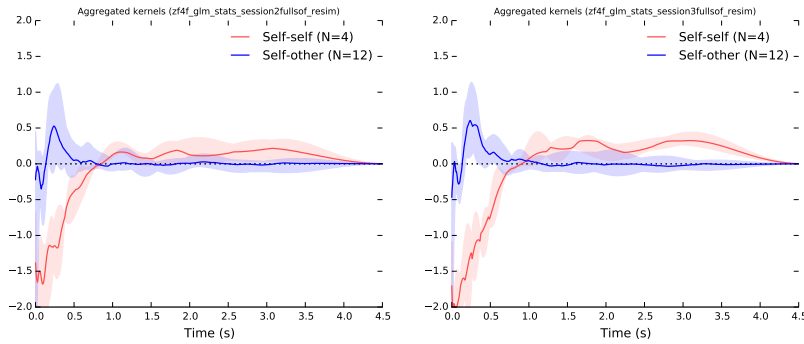 Aggregated kernels (zf4f_glm_stats_session2fullsof_resim)
2.0
1.5
1.0
0.5
0.0
−0.5
−1.0
−1.5
−2.0
Self-self (N=4)
Self-other (N=12)
0.0 0.5 1.0 1.5 2.0 2.5 3.0 3.5 4.0 4.5
Time (s)
Aggregated kernels (zf4f_glm_stats_session3fullsof_resim)
2.0
1.5
1.0
0.5
0.0
−0.5
−1.0
−1.5
−2.0
Self-self (N=4)
Self-other (N=12)
0.0 0.5 1.0 1.5 2.0 2.5 3.0 3.5 4.0 4.5
Time (s)